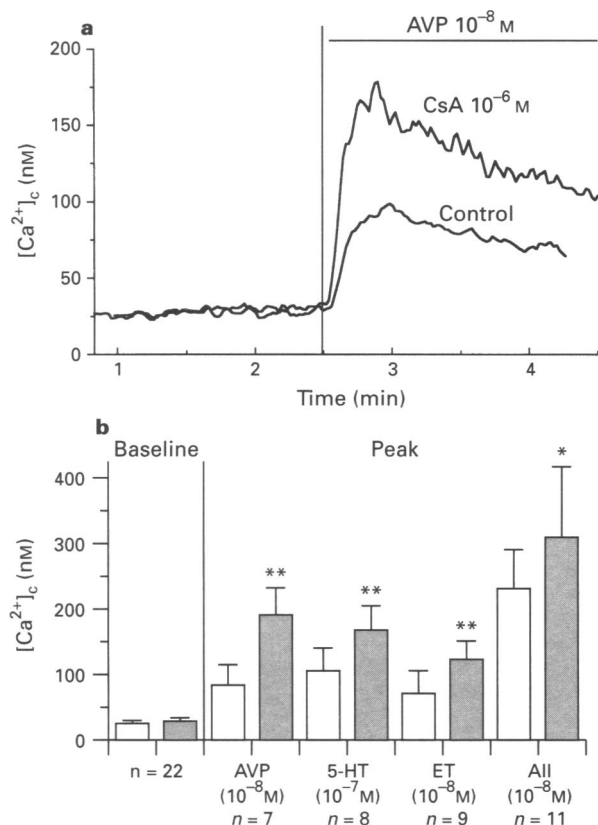 a
AVP 10⁻⁸ M
200
150
100
50
0
[Ca²⁺]c (nM)
CsA 10⁻⁶ M
Control
1 2 3 4
Time (min)
b
Baseline Peak
400
300
200
100
0
[Ca²⁺]c (nM)
** ** ** *
n = 22 AVP 5-HT ET AII
(10⁻⁸ M) (10⁻⁷ M) (10⁻⁸ M) (10⁻⁸ M)
n = 7 n = 8 n = 9 n = 11